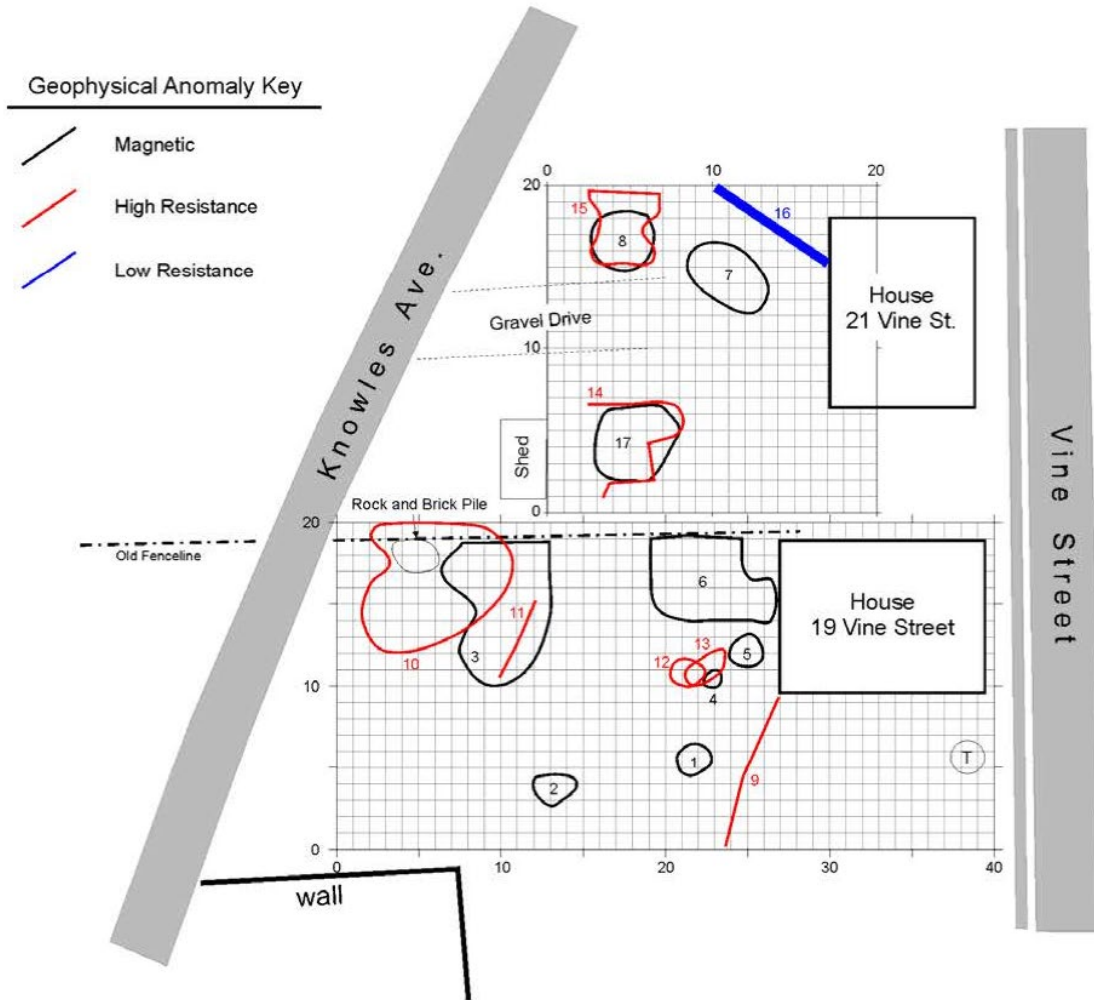 Geophysical Anomaly Key
Magnetic
High Resistance
Low Resistance
Knowles Ave.
Vine Street
0
10
20
20
15
8
16
7
House
21 Vine St.
Gravel Drive
10
14
17
Shed
0
Rock and Brick Pile
20
Old Fenceline
6
House
19 Vine Street
11
3
10
13
12
5
4
10
1
2
9
T
0
0
10
20
30
40
wall